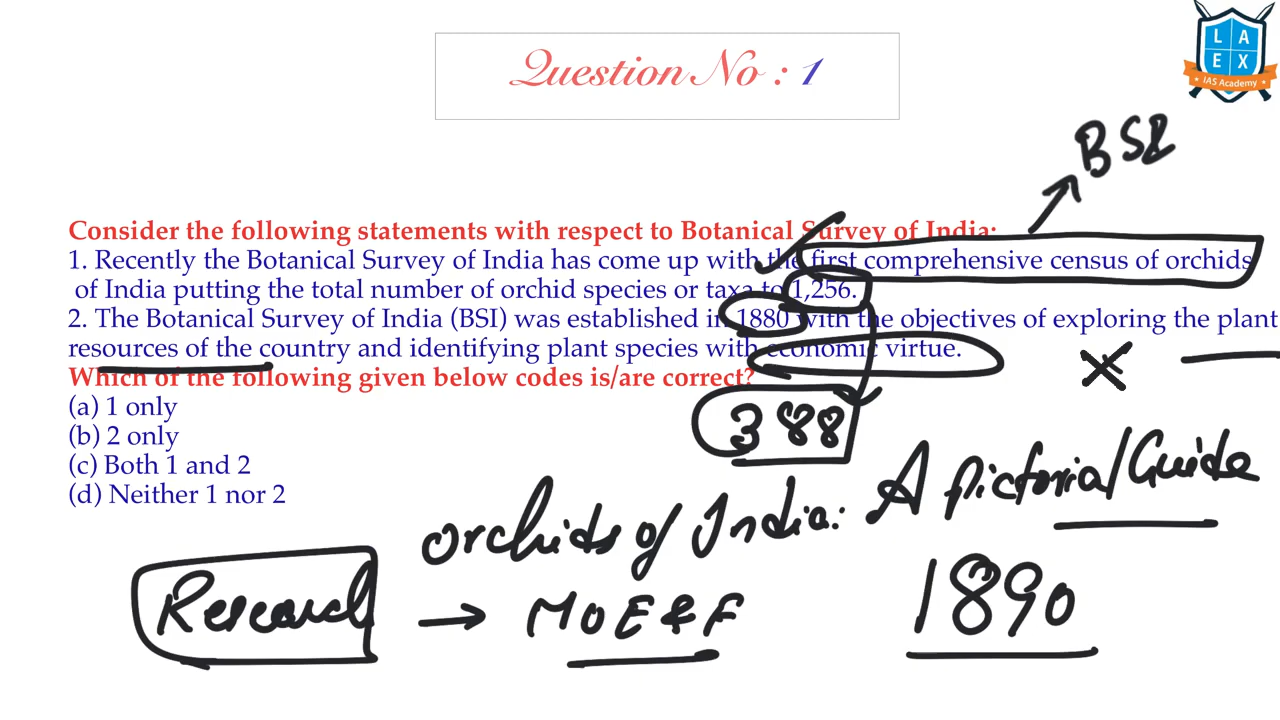 Question No : 1
L A
E X
IAS Academy
BSI
Consider the following statements with respect to Botanical Survey of India:
1. Recently the Botanical Survey of India has come up with the first comprehensive census of orchids
of India putting the total number of orchid species or taxa to 1,256.
2. The Botanical Survey of India (BSI) was established in 1880 with the objectives of exploring the plant
resources of the country and identifying plant species with economic virtue.
Which of the following given below codes is/are correct?
(a) 1 only
(b) 2 only
(c) Both 1 and 2
(d) Neither 1 nor 2
388
Orchids of India: A Pictorial Guide
Research → MOE&F
1890